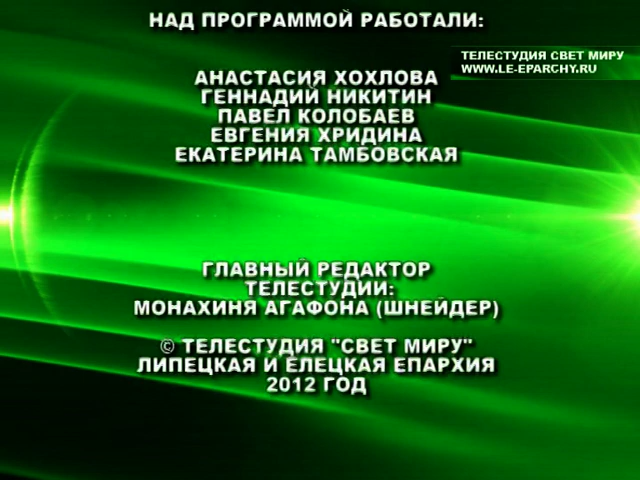 НАД ПРОГРАММОЙ РАБОТАЛИ:
ТЕЛЕСТУДИЯ СВЕТ МИРУ
WWW.LE-EPARCHY.RU
АНАСТАСИЯ ХОХЛОВА
ГЕННАДИЙ НИКИТИН
ПАВЕЛ КОЛОБАЕВ
ЕВГЕНИЯ ХРИДИНА
ЕКАТЕРИНА ТАМБОВСКАЯ
ГЛАВНЫЙ РЕДАКТОР
ТЕЛЕСТУДИИ:
МОНАХИНЯ АГАФОНА (ШНЕЙДЕР)
© ТЕЛЕСТУДИЯ "СВЕТ МИРУ"
ЛИПЕЦКАЯ И ЕЛЕЦКАЯ ЕПАРХИЯ
2012 ГОД